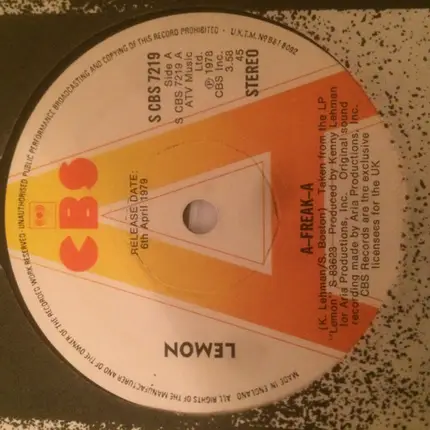 WORK RESERVED · UNAUTHORISED PUBLIC PERFORMANCE BROADCASTING AND COPYING OF THIS RECORD PROHIBITED ·
MADE IN ENGLAND ALL RIGHTS OF THE MANUFACTURER AND OF THE OWNER OF THE RECORDED
CBS
RELEASE DATE:
6th April 1979
S CBS 7219
Side A
S CBS 7219 A
ATV Music
Ltd.
Ⓟ 1978
CBS Inc.
3.58
45
STEREO
LEMON
A-FREAK-A
(K. Lehman/S. Boston) Taken from the LP
"Lemon" S-83623 Produced by Kenny Lehman
for Aria Productions, Inc. Original sound
recording made by Aria Productions, Inc.
CBS Records are the exclusive
licensees for the UK